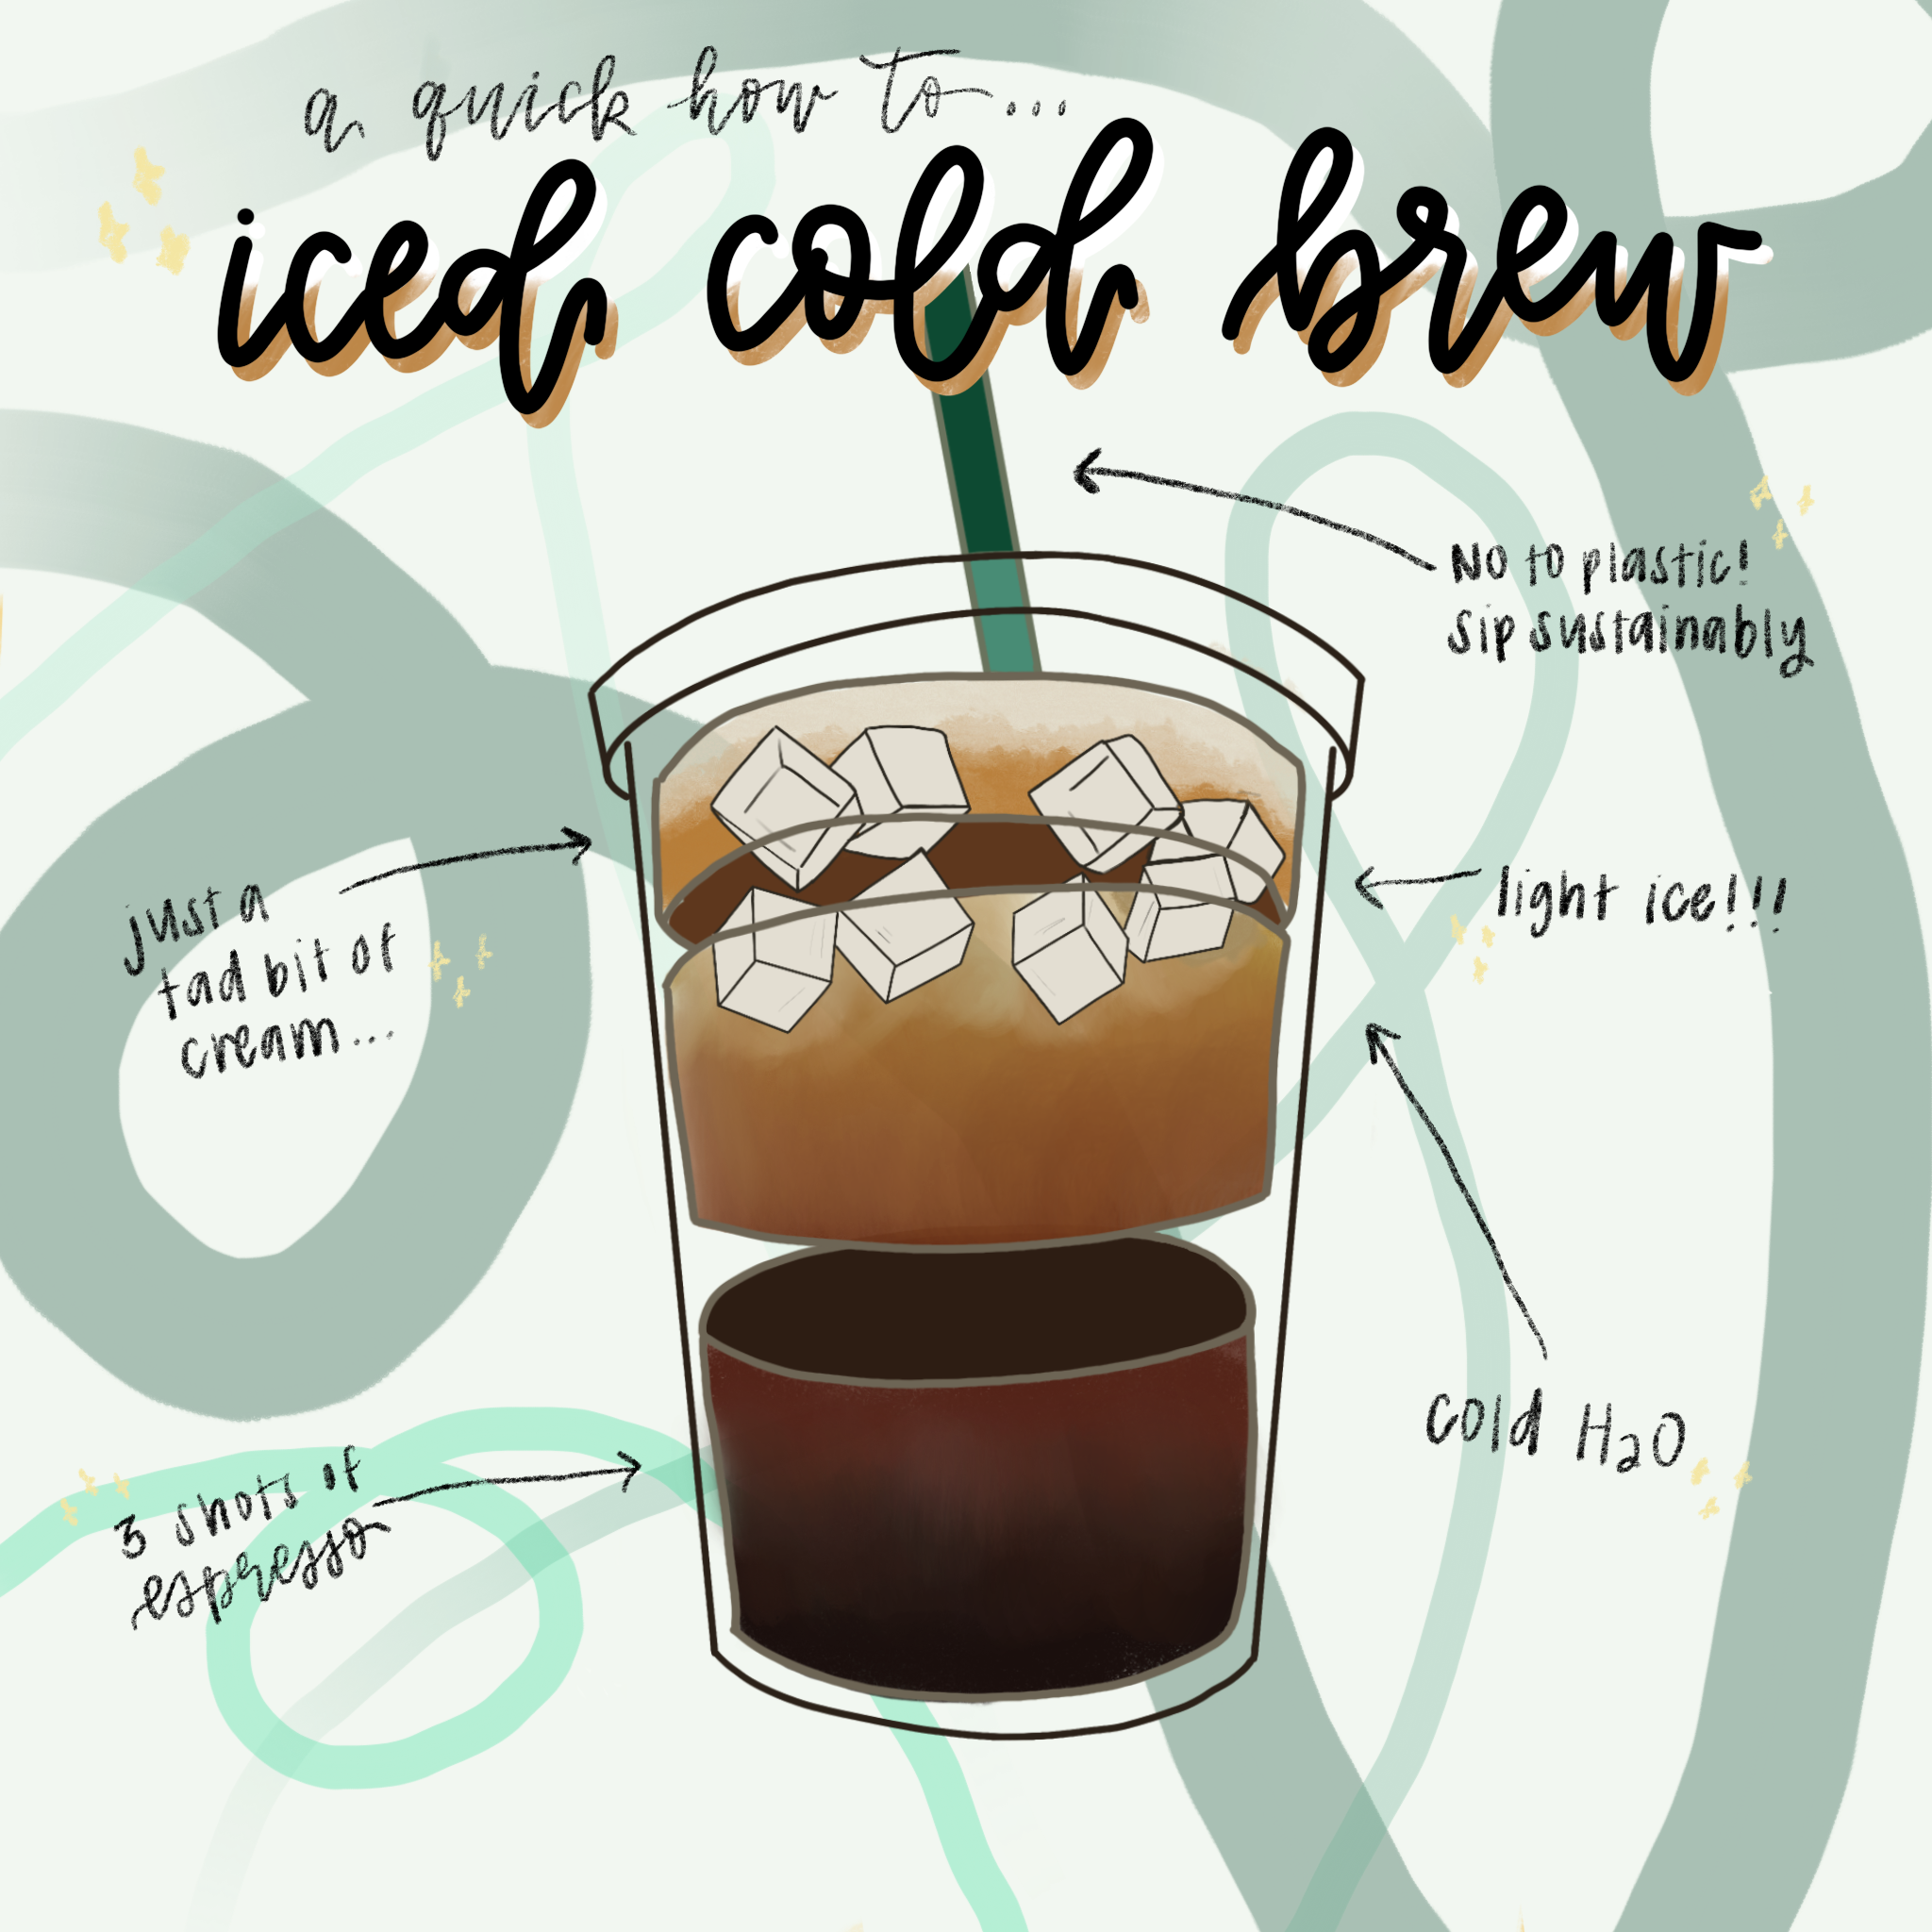 a quick how to...
iced cold brew
No to plastic!
sip sustainably
just a
tad bit of
cream...
light ice!!!
cold H2O
3 shots of
espresso